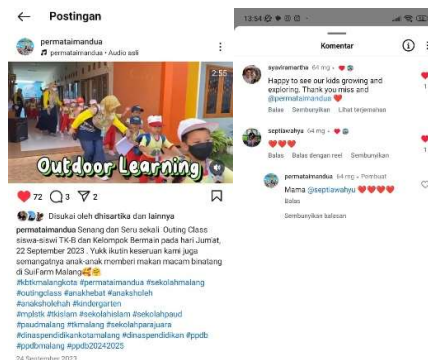 Postingan
permataimandua
permataimandua • Audio asli
2:55
Outdoor Learning
72 3 2
Disukai oleh dhisartika dan lainnya
permataimandua Senang dan Seru sekali Outing Class
siswa-siswi TK-B dan Kelompok Bermain pada hari Jum'at,
22 September 2023 , Yukk ikutin keseruan kami juga
semangatnya anak-anak memberi makan macam binatang
di SuiFarm Malang
#kbtkmalangkota #permataimandua #sekolahmalang
#outingclass #anakhebat #anaksholeh
#anaksholehah #kindergarten
#mplstk #tkislam #sekolahislam #sekolahpaud
#paudmalang #tkmalang #sekolahparajuara
#dinaspendidikankotamalang #dinaspendidikan #ppdb
#ppdbmalang #ppdb20242025
24 September 2023
13:54
Komentar
64 mg
Happy to see our kids growing and
exploring. Thank you miss and
@permataimandua
1
Balas Sembunyikan Lihat terjemahan
septiawahyu 64 mg
1
Balas Balas dengan reel Sembunyikan
permataimandua 64 mg • Pembuat
Mama @septiawahyu
Balas
Sembunyikan balasan